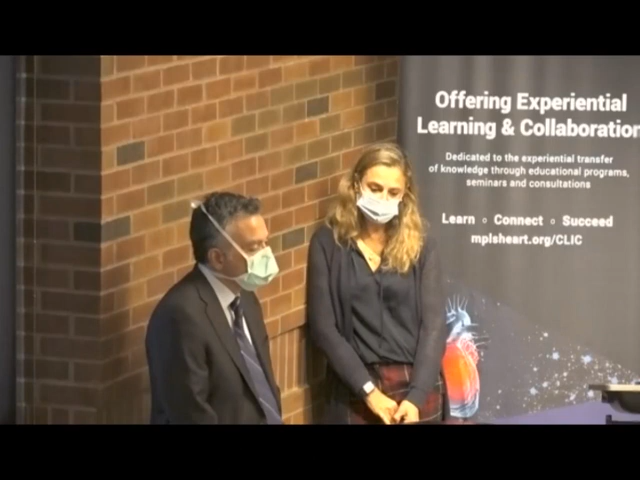 Offering Experiential
Learning & Collaboration
Dedicated to the experiential transfer
of knowledge through educational programs,
seminars and consultations
Learn ○ Connect ○ Succeed
mplsheart.org/CLIC